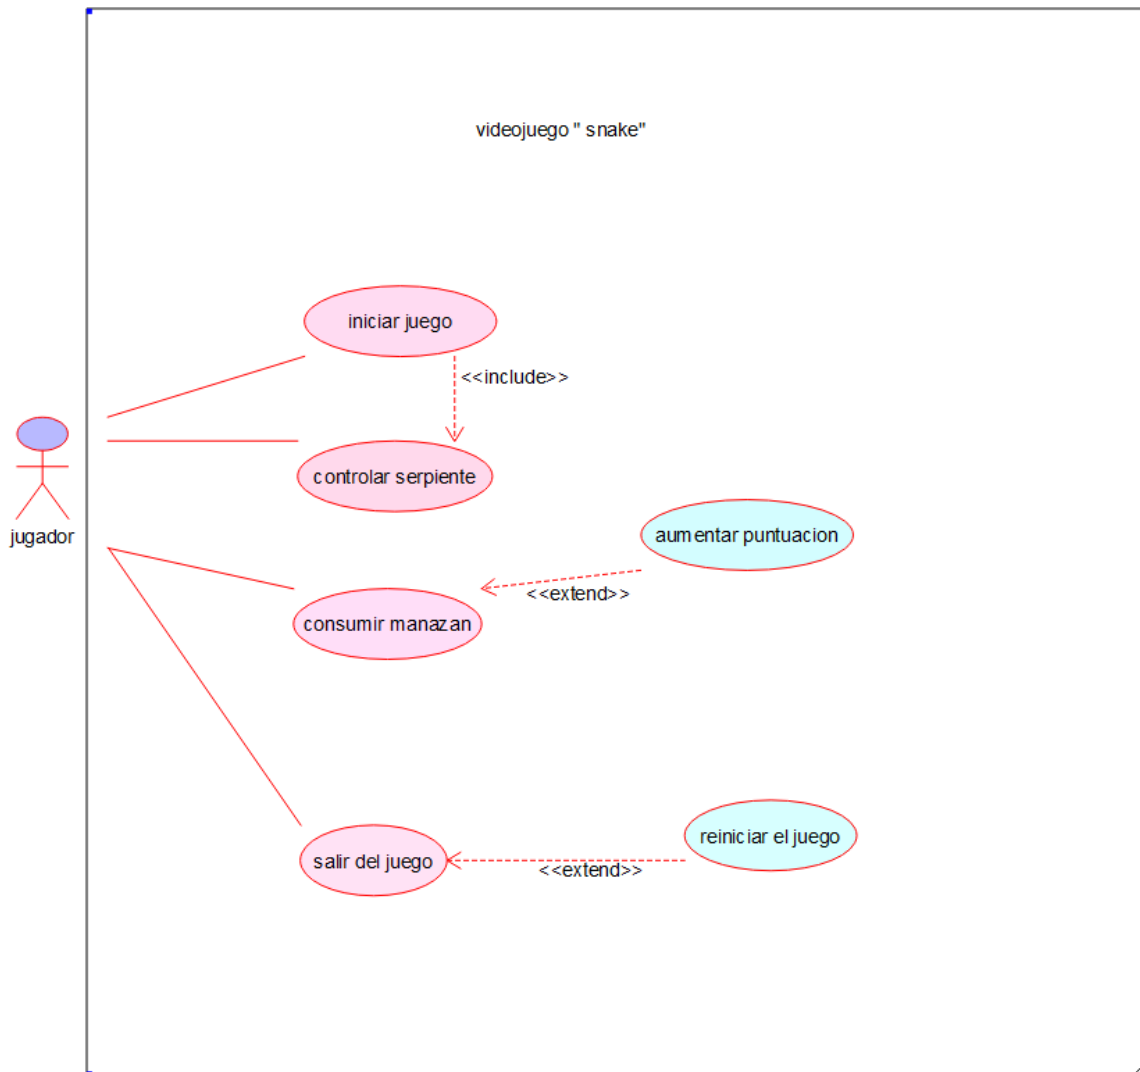 videojuego " snake"
iniciar juego
<<include>>
controlar serpiente
jugador
aumentar puntuacion
<<extend>>
consumir manazan
reiniciar el juego
salir del juego
<<extend>>